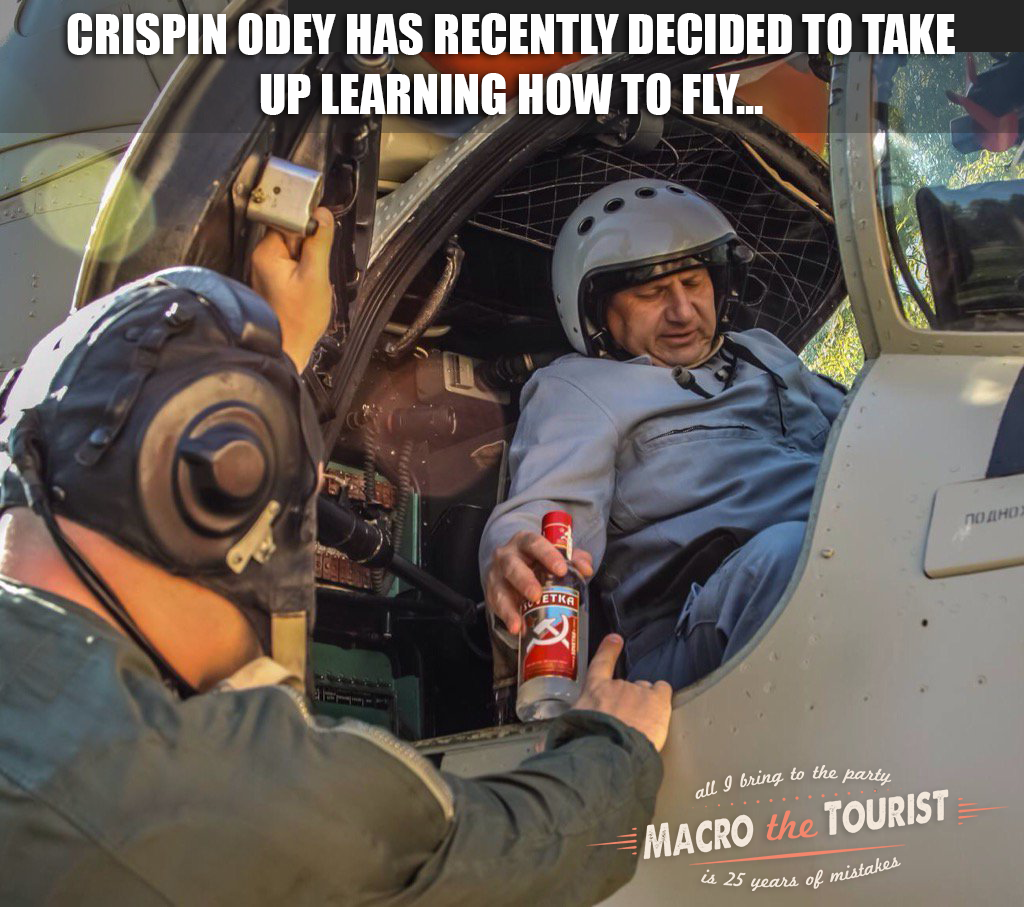 CRISPIN ODEY HAS RECENTLY DECIDED TO TAKE
UP LEARNING HOW TO FLY...
all I bring to the party
MACRO the TOURIST
is 25 years of mistakes